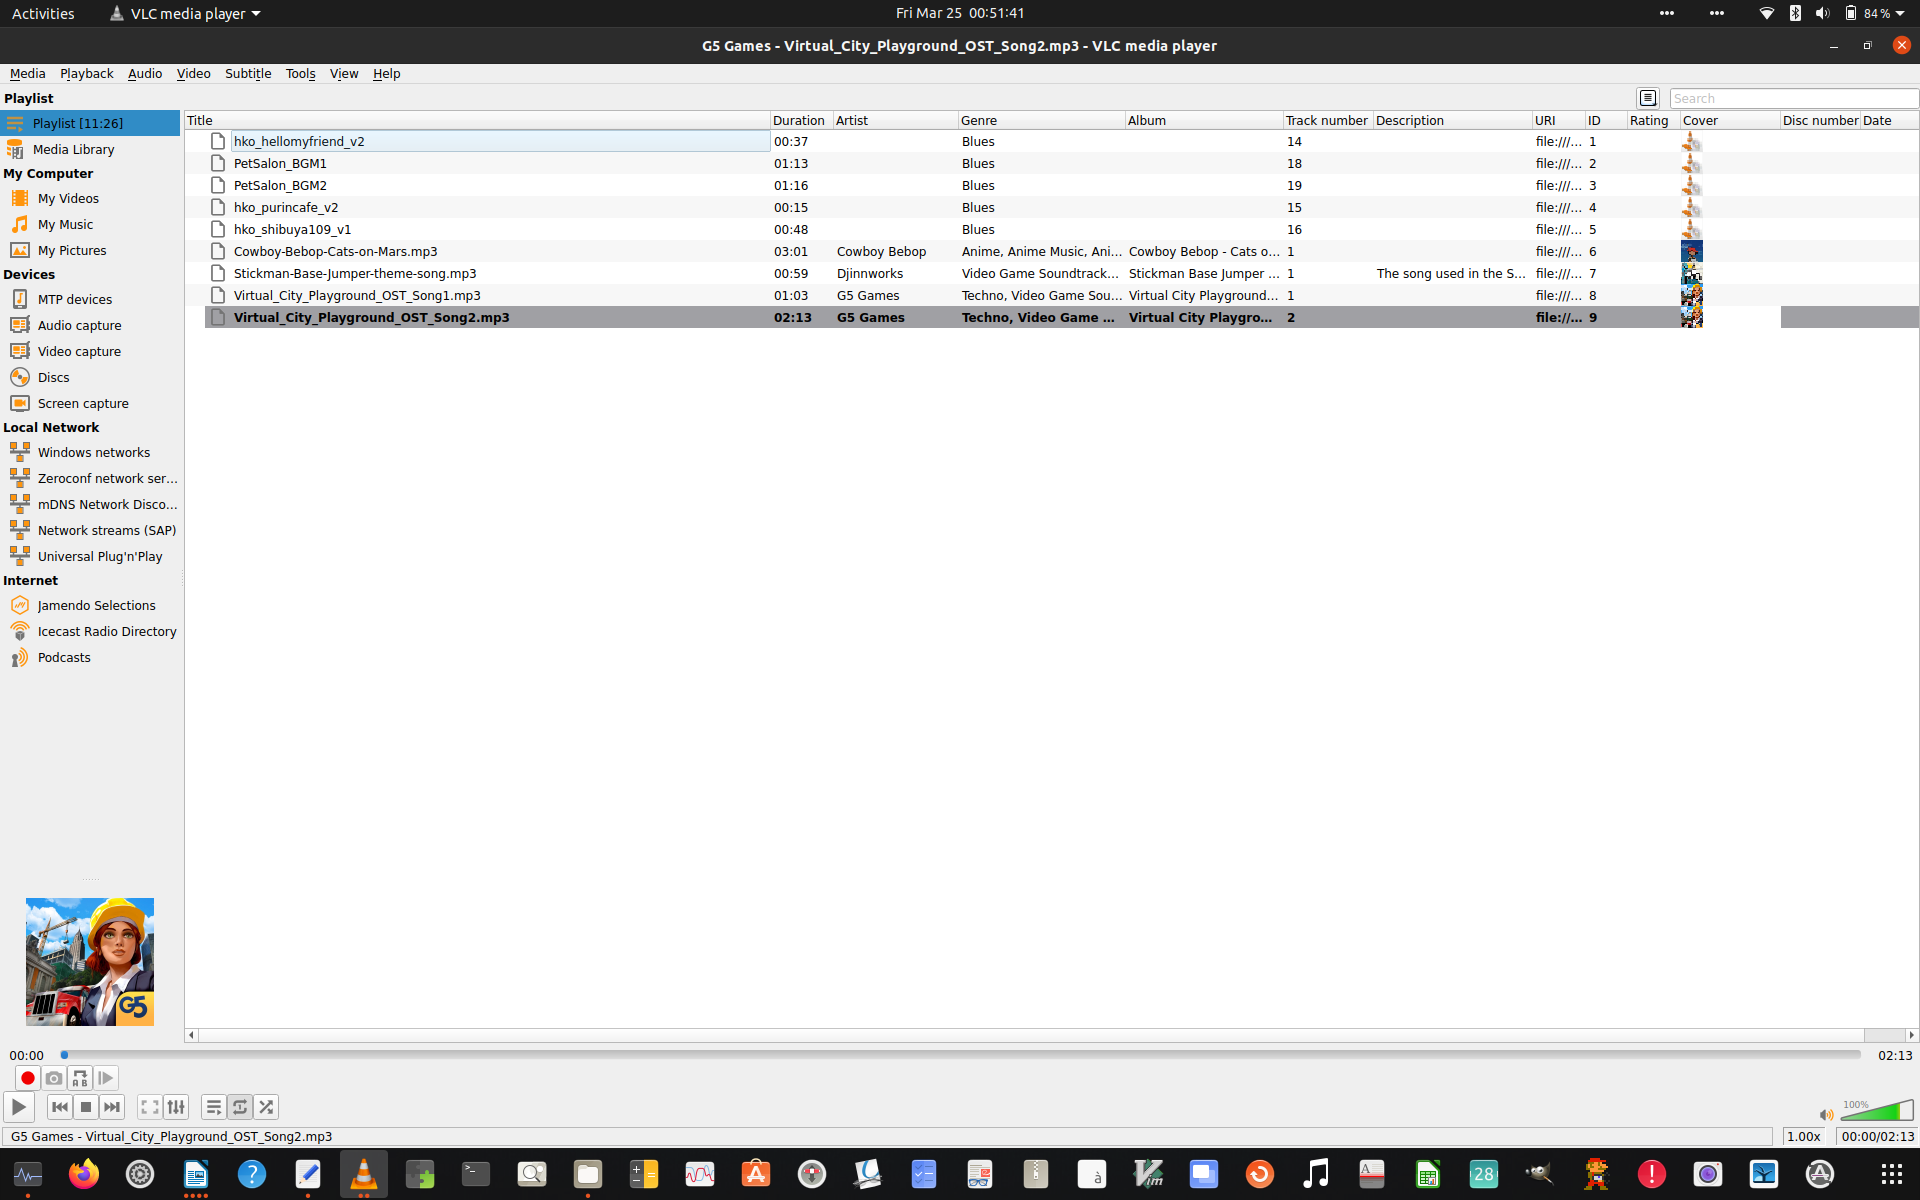 Activities VLC media player Fri Mar 25 00:51:41 84 %
G5 Games - Virtual_City_Playground_OST_Song2.mp3 - VLC media player
Media Playback Audio Video Subtitle Tools View Help
Playlist Search
Playlist [11:26]
Media Library
My Computer
My Videos
My Music
My Pictures
Devices
MTP devices
Audio capture
Video capture
Discs
Screen capture
Local Network
Windows networks
Zeroconf network ser...
mDNS Network Disco...
Network streams (SAP)
Universal Plug'n'Play
Internet
Jamendo Selections
Icecast Radio Directory
Podcasts
Title Duration Artist Genre Album Track number Description URI ID Rating Cover Disc number Date
hko_hellomyfriend_v2 00:37 Blues 14 file:///... 1
PetSalon_BGM1 01:13 Blues 18 file:///... 2
PetSalon_BGM2 01:16 Blues 19 file:///... 3
hko_purincafe_v2 00:15 Blues 15 file:///... 4
hko_shibuya109_v1 00:48 Blues 16 file:///... 5
Cowboy-Bebop-Cats-on-Mars.mp3 03:01 Cowboy Bebop Anime, Anime Music, Ani... Cowboy Bebop - Cats o... 1 file:///... 6
Stickman-Base-Jumper-theme-song.mp3 00:59 Djinnworks Video Game Soundtrack... Stickman Base Jumper ... 1 The song used in the S... file:///... 7
Virtual_City_Playground_OST_Song1.mp3 01:03 G5 Games Techno, Video Game Sou... Virtual City Playground... 1 file:///... 8
Virtual_City_Playground_OST_Song2.mp3 02:13 G5 Games Techno, Video Game ... Virtual City Playgro... 2 file://... 9
G5
00:00 02:13
A B
100%
G5 Games - Virtual_City_Playground_OST_Song2.mp3 1.00x 00:00/02:13
28